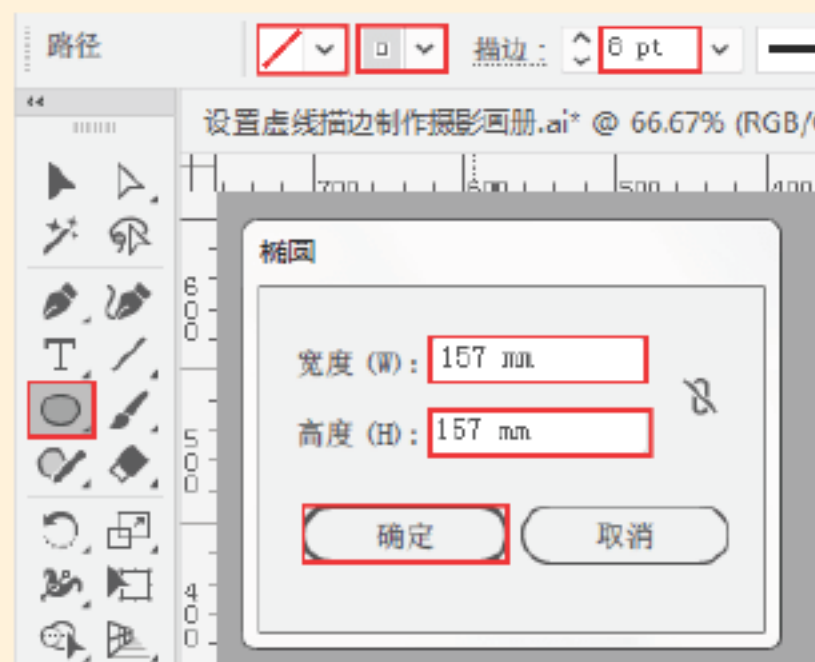 路径
描边：
8 pt
设置虚线描边制作摄影画册.ai* @ 66.67% (RGB/
700
600
500
400
椭圆
600
宽度 (W)：
157 mm
高度 (H)：
157 mm
500
确定
取消
400